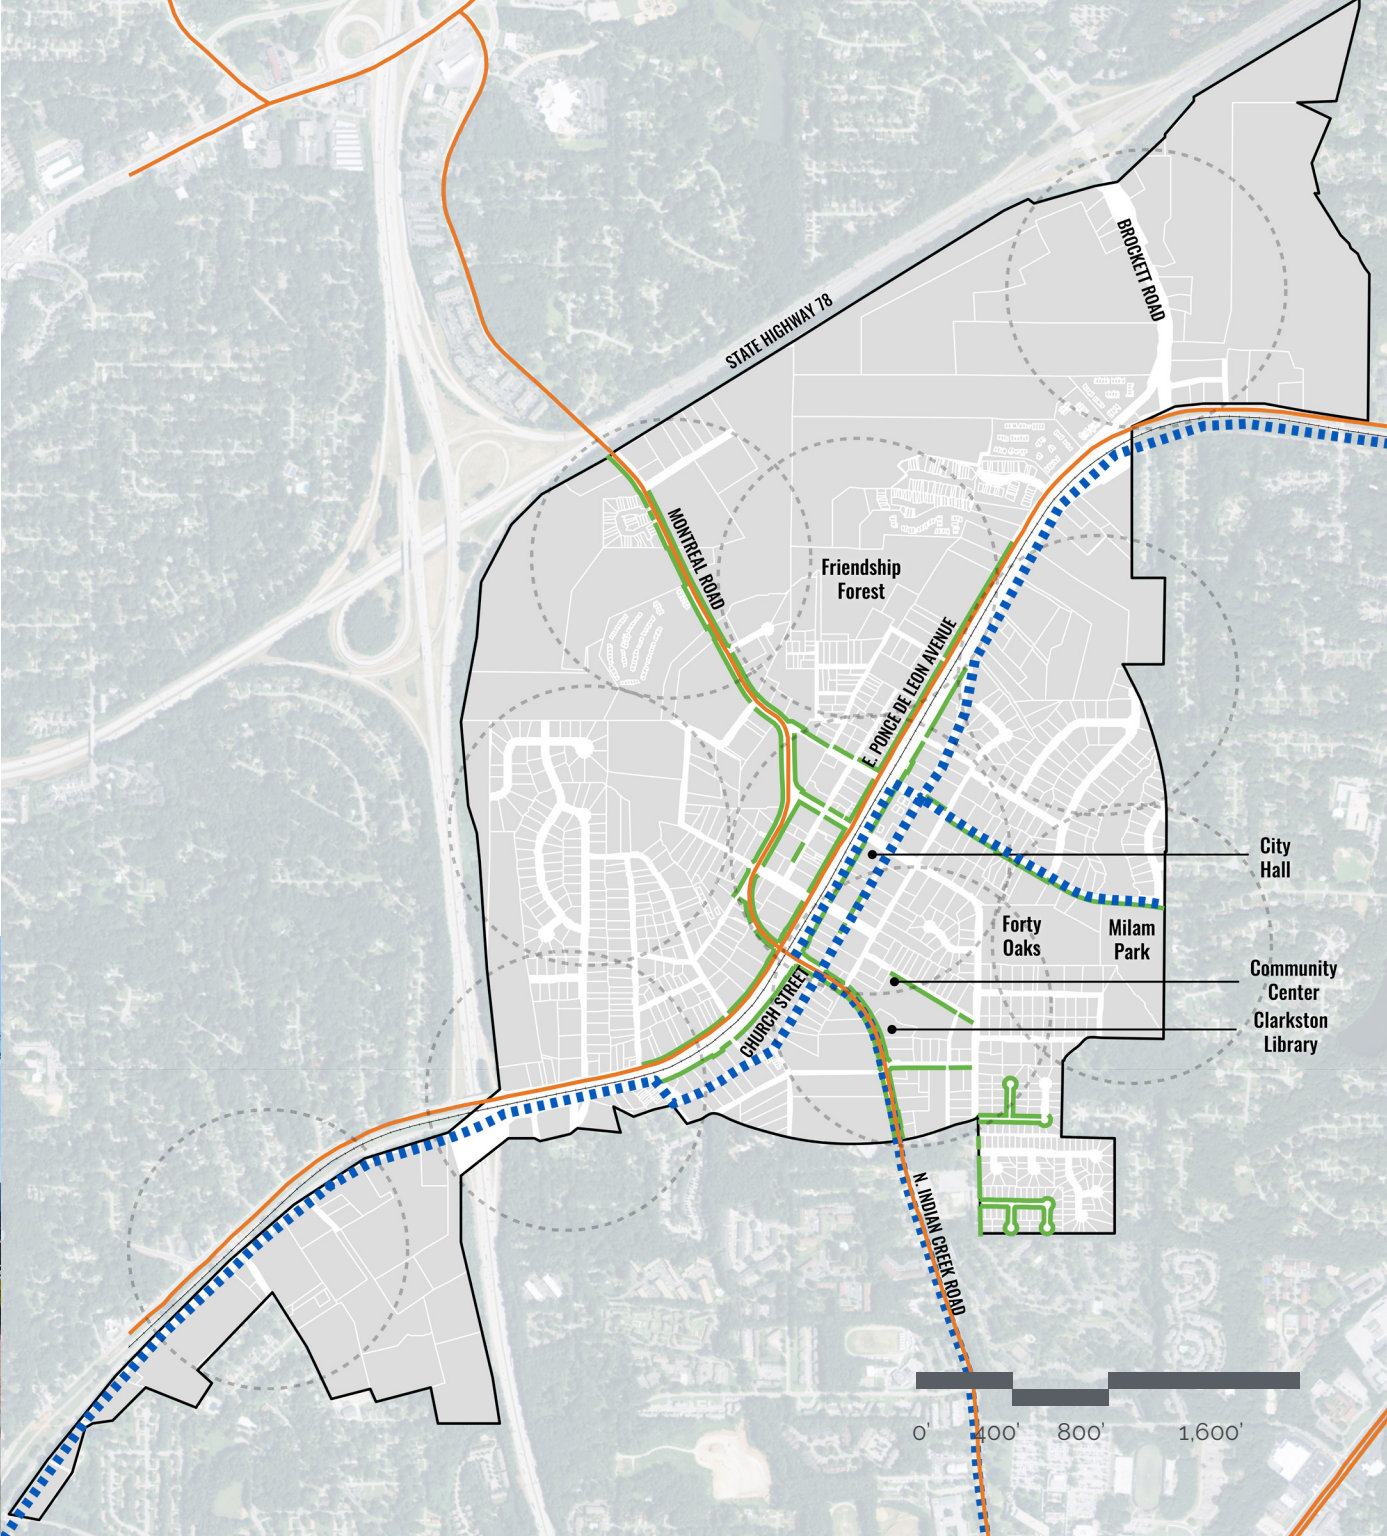 BROCKETT ROAD
STATE HIGHWAY 78
MONTREAL ROAD
Friendship
Forest
E. PONCE DE LEON AVENUE
City
Hall
Forty
Oaks
Milam
Park
Community
Center
CHURCH STREET
Clarkston
Library
N. INDIAN CREEK ROAD
0' 400' 800' 1,600'